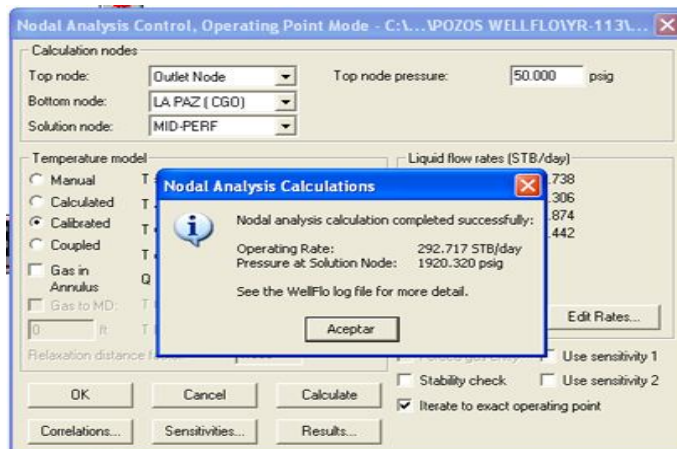 Nodal Analysis Control, Operating Point Mode - C:\...\POZOS WELLFLO\YR-113\...
Calculation nodes
Top node: Outlet Node Top node pressure: 50.000 psig
Bottom node: LA PAZ ( CGO)
Solution node: MID-PERF
Temperature model Liquid flow rates (STB/day)
Manual T .738
Calculated T .306
Calibrated T .874
Coupled T .442
Gas in Annulus Q
Gas to MD: T
0 ft T
Relaxation distance
Nodal Analysis Calculations
Nodal analysis calculation completed successfully:
Operating Rate: 292.717 STB/day
Pressure at Solution Node: 1920.320 psig
See the WellFlo log file for more detail.
Aceptar
Edit Rates...
Use sensitivity 1
Stability check Use sensitivity 2
Iterate to exact operating point
OK Cancel Calculate
Correlations... Sensitivities... Results...